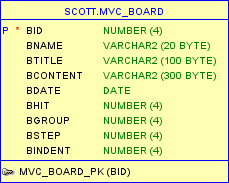 SCOTT.MVC_BOARD
P * BID NUMBER (4)
BNAME VARCHAR2 (20 BYTE)
BTITLE VARCHAR2 (100 BYTE)
BCONTENT VARCHAR2 (300 BYTE)
BDATE DATE
BHIT NUMBER (4)
BGROUP NUMBER (4)
BSTEP NUMBER (4)
BINDENT NUMBER (4)
MVC_BOARD_PK (BID)